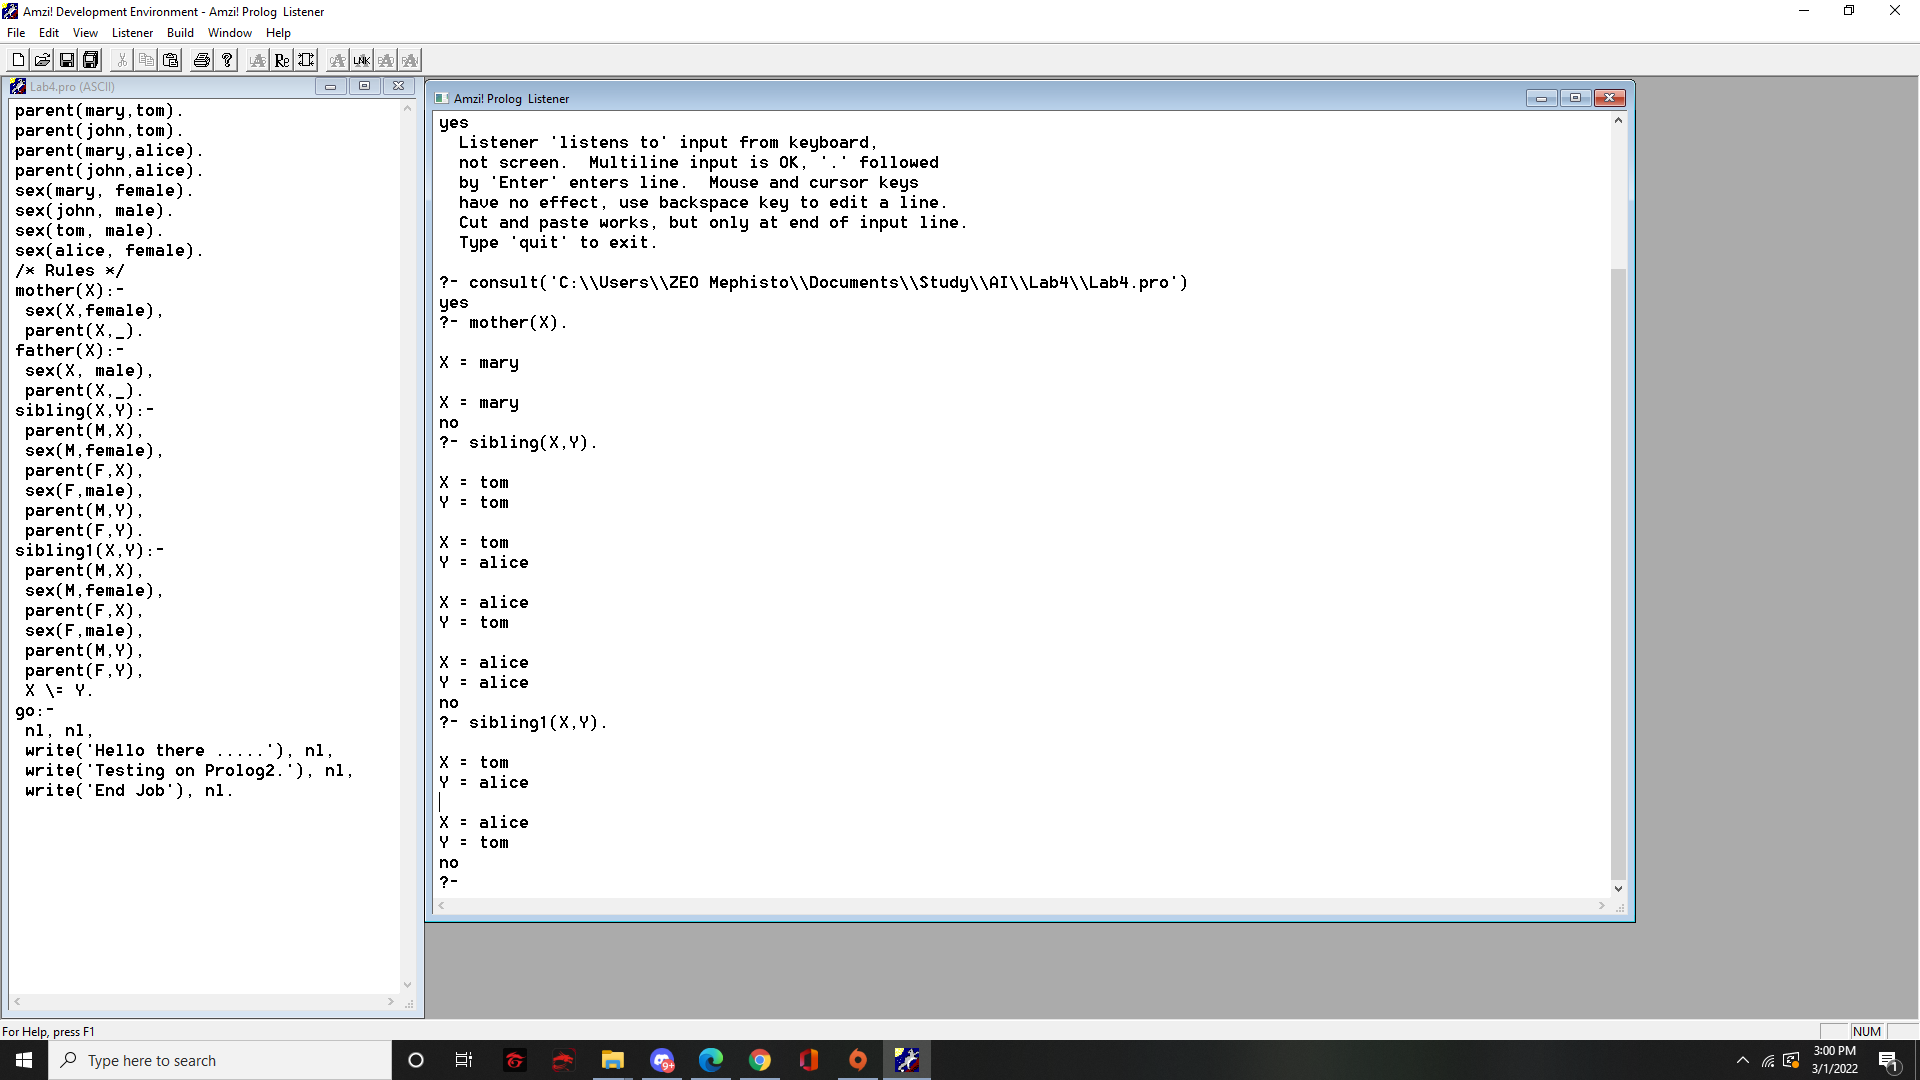 Amzi! Development Environment - Amzi! Prolog  Listener
File Edit View Listener Build Window Help
Lab4.pro (ASCII)
parent(mary,tom).
parent(john,tom).
parent(mary,alice).
parent(john,alice).
sex(mary, female).
sex(john, male).
sex(tom, male).
sex(alice, female).
/* Rules */
mother(X):-
 sex(X,female),
 parent(X,_).
father(X):-
 sex(X, male),
 parent(X,_).
sibling(X,Y):-
 parent(M,X),
 sex(M,female),
 parent(F,X),
 sex(F,male),
 parent(M,Y),
 parent(F,Y).
sibling1(X,Y):-
 parent(M,X),
 sex(M,female),
 parent(F,X),
 sex(F,male),
 parent(M,Y),
 parent(F,Y),
 X \= Y.
go:-
 nl, nl,
 write('Hello there .....'), nl,
 write('Testing on Prolog2.'), nl,
 write('End Job'), nl.
Amzi! Prolog  Listener
yes
  Listener 'listens to' input from keyboard,
  not screen.  Multiline input is OK, '.' followed
  by 'Enter' enters line.  Mouse and cursor keys
  have no effect, use backspace key to edit a line.
  Cut and paste works, but only at end of input line.
  Type 'quit' to exit.
?- consult('C:\\Users\\ZEO Mephisto\\Documents\\Study\\AI\\Lab4\\Lab4.pro')
yes
?- mother(X).
X = mary
X = mary
no
?- sibling(X,Y).
X = tom
Y = tom
X = tom
Y = alice
X = alice
Y = tom
X = alice
Y = alice
no
?- sibling1(X,Y).
X = tom
Y = alice
X = alice
Y = tom
no
?-
For Help, press F1
NUM
Type here to search
9+
3:00 PM
3/1/2022
1